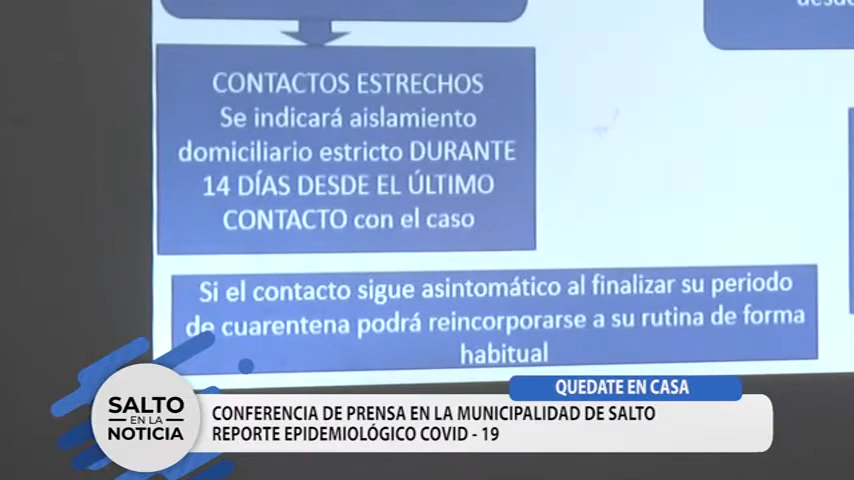 desde
CONTACTOS ESTRECHOS
Se indicará aislamiento
domiciliario estricto DURANTE
14 DÍAS DESDE EL ÚLTIMO
CONTACTO con el caso
Si el contacto sigue asintomático al finalizar su periodo
de cuarentena podrá reincorporarse a su rutina de forma
habitual
QUEDATE EN CASA
SALTO
EN LA
NOTICIA
CONFERENCIA DE PRENSA EN LA MUNICIPALIDAD DE SALTO
REPORTE EPIDEMIOLÓGICO COVID - 19